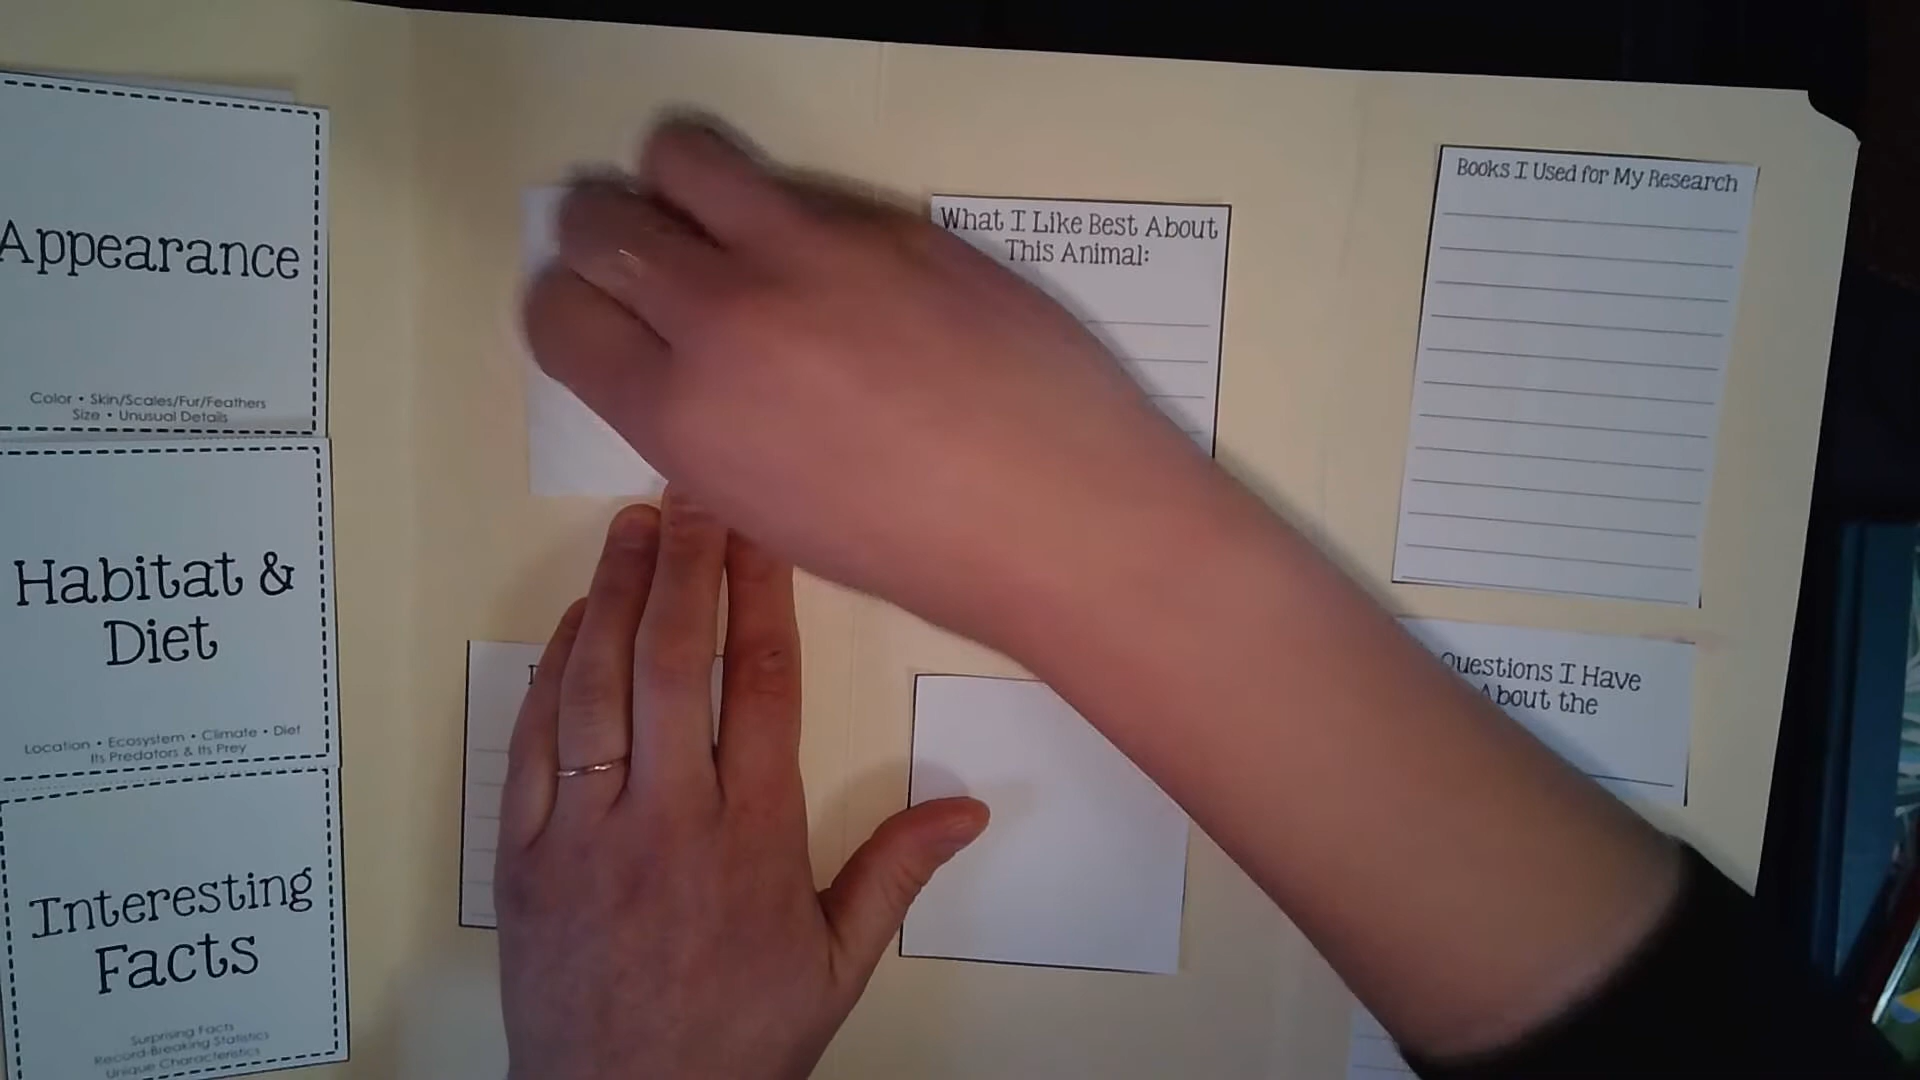 Appearance
Color • Skin/Scales/Fur/Feathers
Size • Unusual Details
Habitat &
Diet
Location • Ecosystem • Climate • Diet
Its Predators & Its Prey
Interesting
Facts
Surprising Facts
Record-Breaking Statistics
Unique Characteristics
What I Like Best About
This Animal:
Books I Used for My Research
Questions I Have
About the